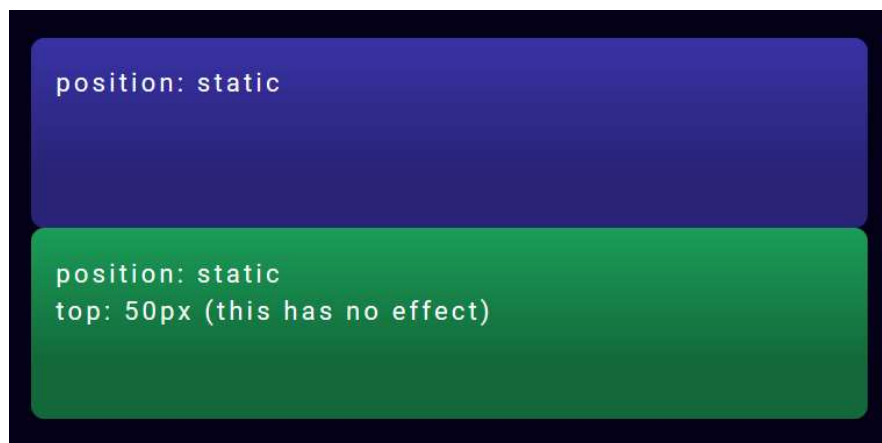 position: static
position: static
top: 50px (this has no effect)